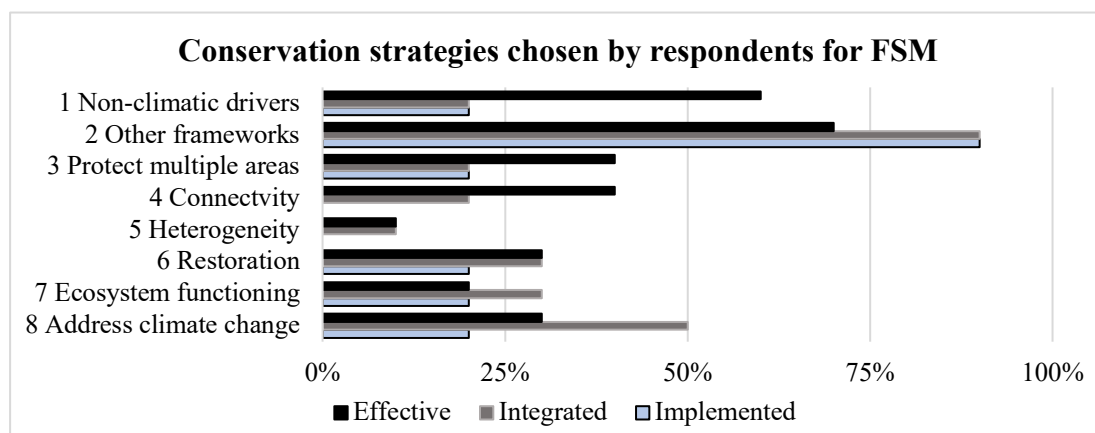 Conservation strategies chosen by respondents for FSM
1 Non-climatic drivers
2 Other frameworks
3 Protect multiple areas
4 Connectvity
5 Heterogeneity
6 Restoration
7 Ecosystem functioning
8 Address climate change
0% 25% 50% 75% 100%
Effective Integrated Implemented